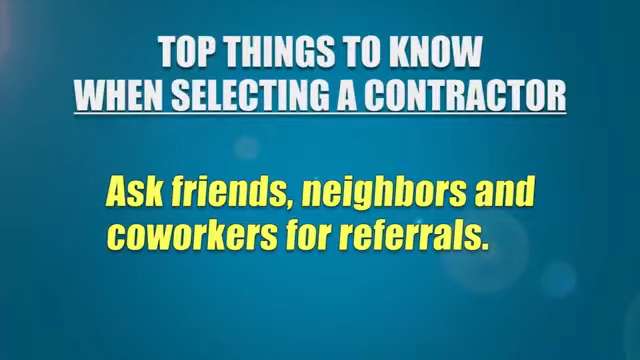 TOP THINGS TO KNOW
WHEN SELECTING A CONTRACTOR
Ask friends, neighbors and
coworkers for referrals.